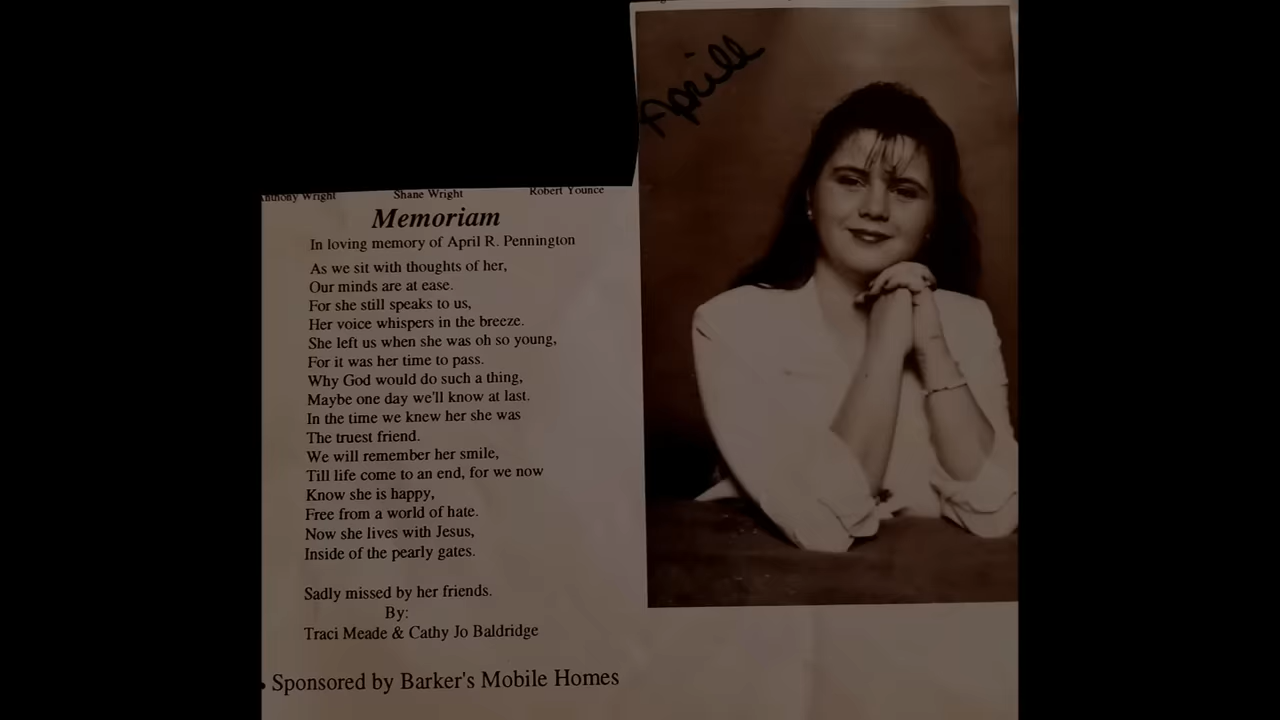 Anthony Wright Shane Wright Robert Younce
Memoriam
In loving memory of April R. Pennington
As we sit with thoughts of her,
Our minds are at ease.
For she still speaks to us,
Her voice whispers in the breeze.
She left us when she was oh so young,
For it was her time to pass.
Why God would do such a thing,
Maybe one day we'll know at last.
In the time we knew her she was
The truest friend.
We will remember her smile,
Till life come to an end, for we now
Know she is happy,
Free from a world of hate.
Now she lives with Jesus,
Inside of the pearly gates.
Sadly missed by her friends.
By:
Traci Meade & Cathy Jo Baldridge
• Sponsored by Barker's Mobile Homes
Aprill